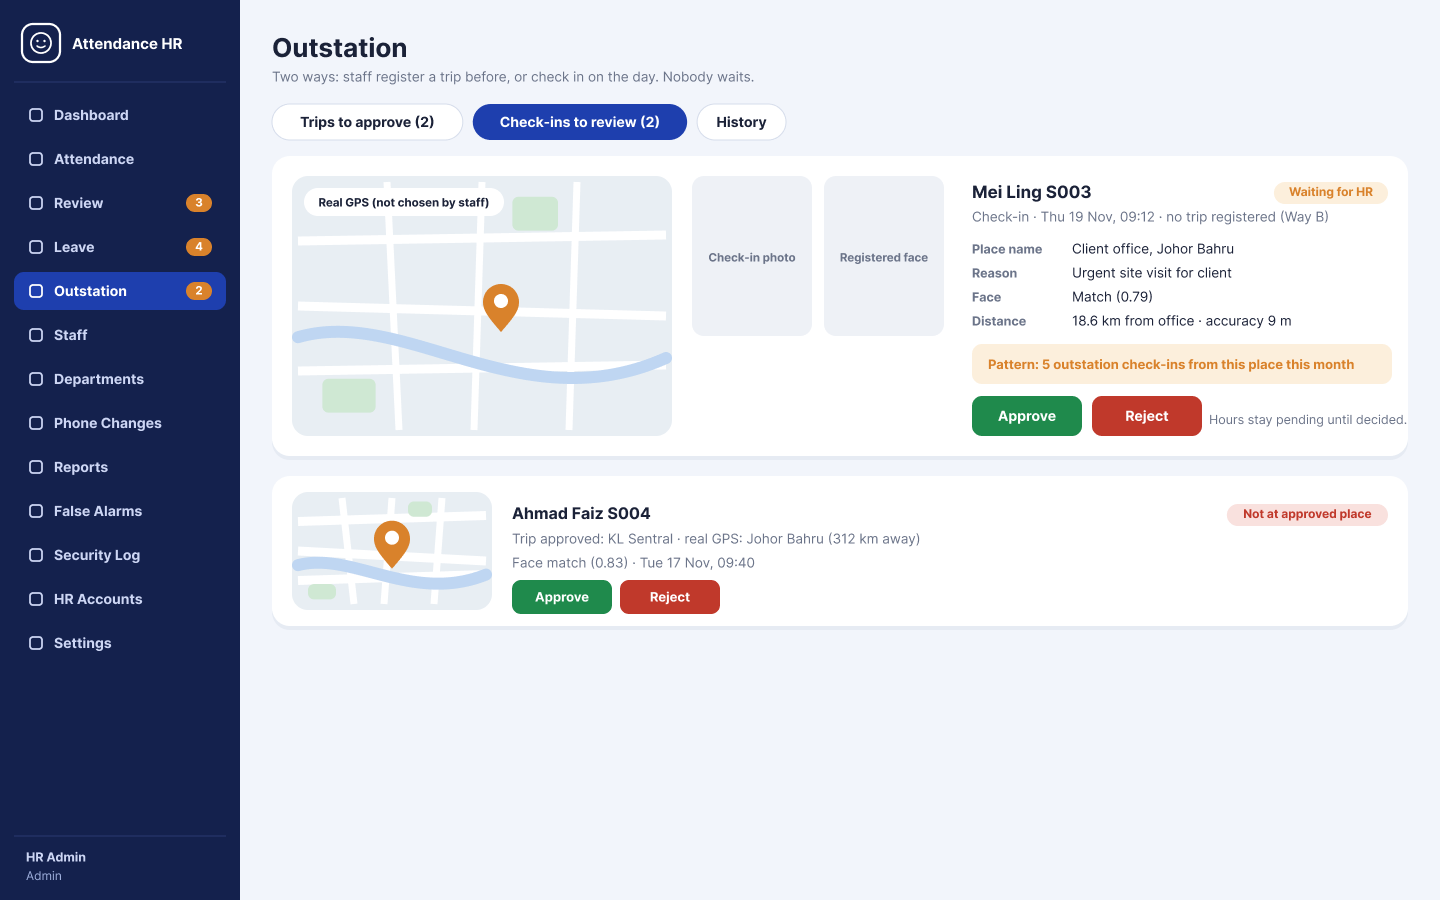 Attendance HR
Dashboard
Attendance
Review 3
Leave 4
Outstation 2
Staff
Departments
Phone Changes
Reports
False Alarms
Security Log
HR Accounts
Settings
HR Admin
Admin
Outstation
Two ways: staff register a trip before, or check in on the day. Nobody waits.
Trips to approve (2) Check-ins to review (2) History
Real GPS (not chosen by staff)
Check-in photo
Registered face
Mei Ling S003 Waiting for HR
Check-in · Thu 19 Nov, 09:12 · no trip registered (Way B)
Place name Client office, Johor Bahru
Reason Urgent site visit for client
Face Match (0.79)
Distance 18.6 km from office · accuracy 9 m
Pattern: 5 outstation check-ins from this place this month
Approve Reject Hours stay pending until decided.
Ahmad Faiz S004 Not at approved place
Trip approved: KL Sentral · real GPS: Johor Bahru (312 km away)
Face match (0.83) · Tue 17 Nov, 09:40
Approve Reject